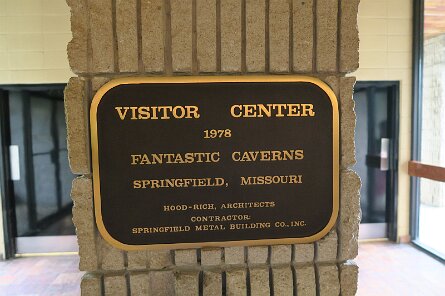 VISITOR CENTER
1978
FANTASTIC CAVERNS
SPRINGFIELD, MISSOURI
HOOD-RICH, ARCHITECTS
CONTRACTOR:
SPRINGFIELD METAL BUILDING CO., INC.